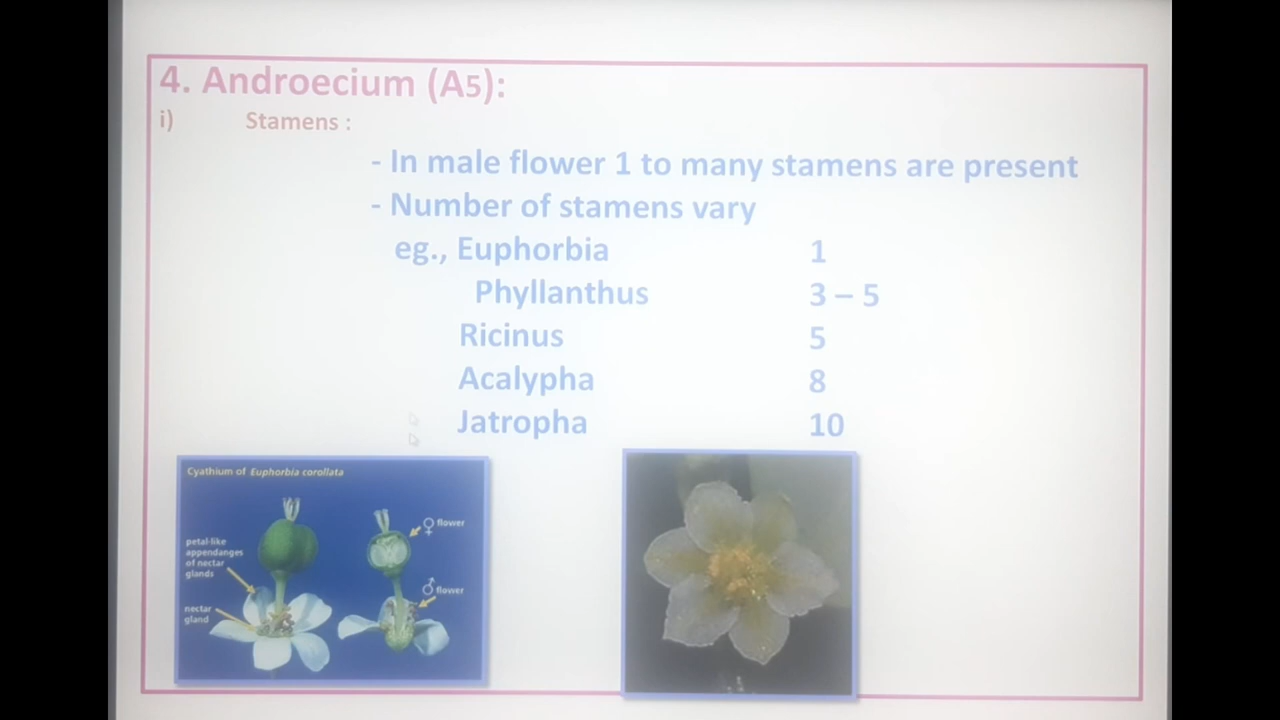 4. Androecium (A5):
i) Stamens :
- In male flower 1 to many stamens are present
- Number of stamens vary
eg., Euphorbia 1
Phyllanthus 3 – 5
Ricinus 5
Acalypha 8
Jatropha 10
Cyathium of Euphorbia corollata
♀ flower
petal-like
appendanges
of nectar
glands
♂ flower
nectar
gland